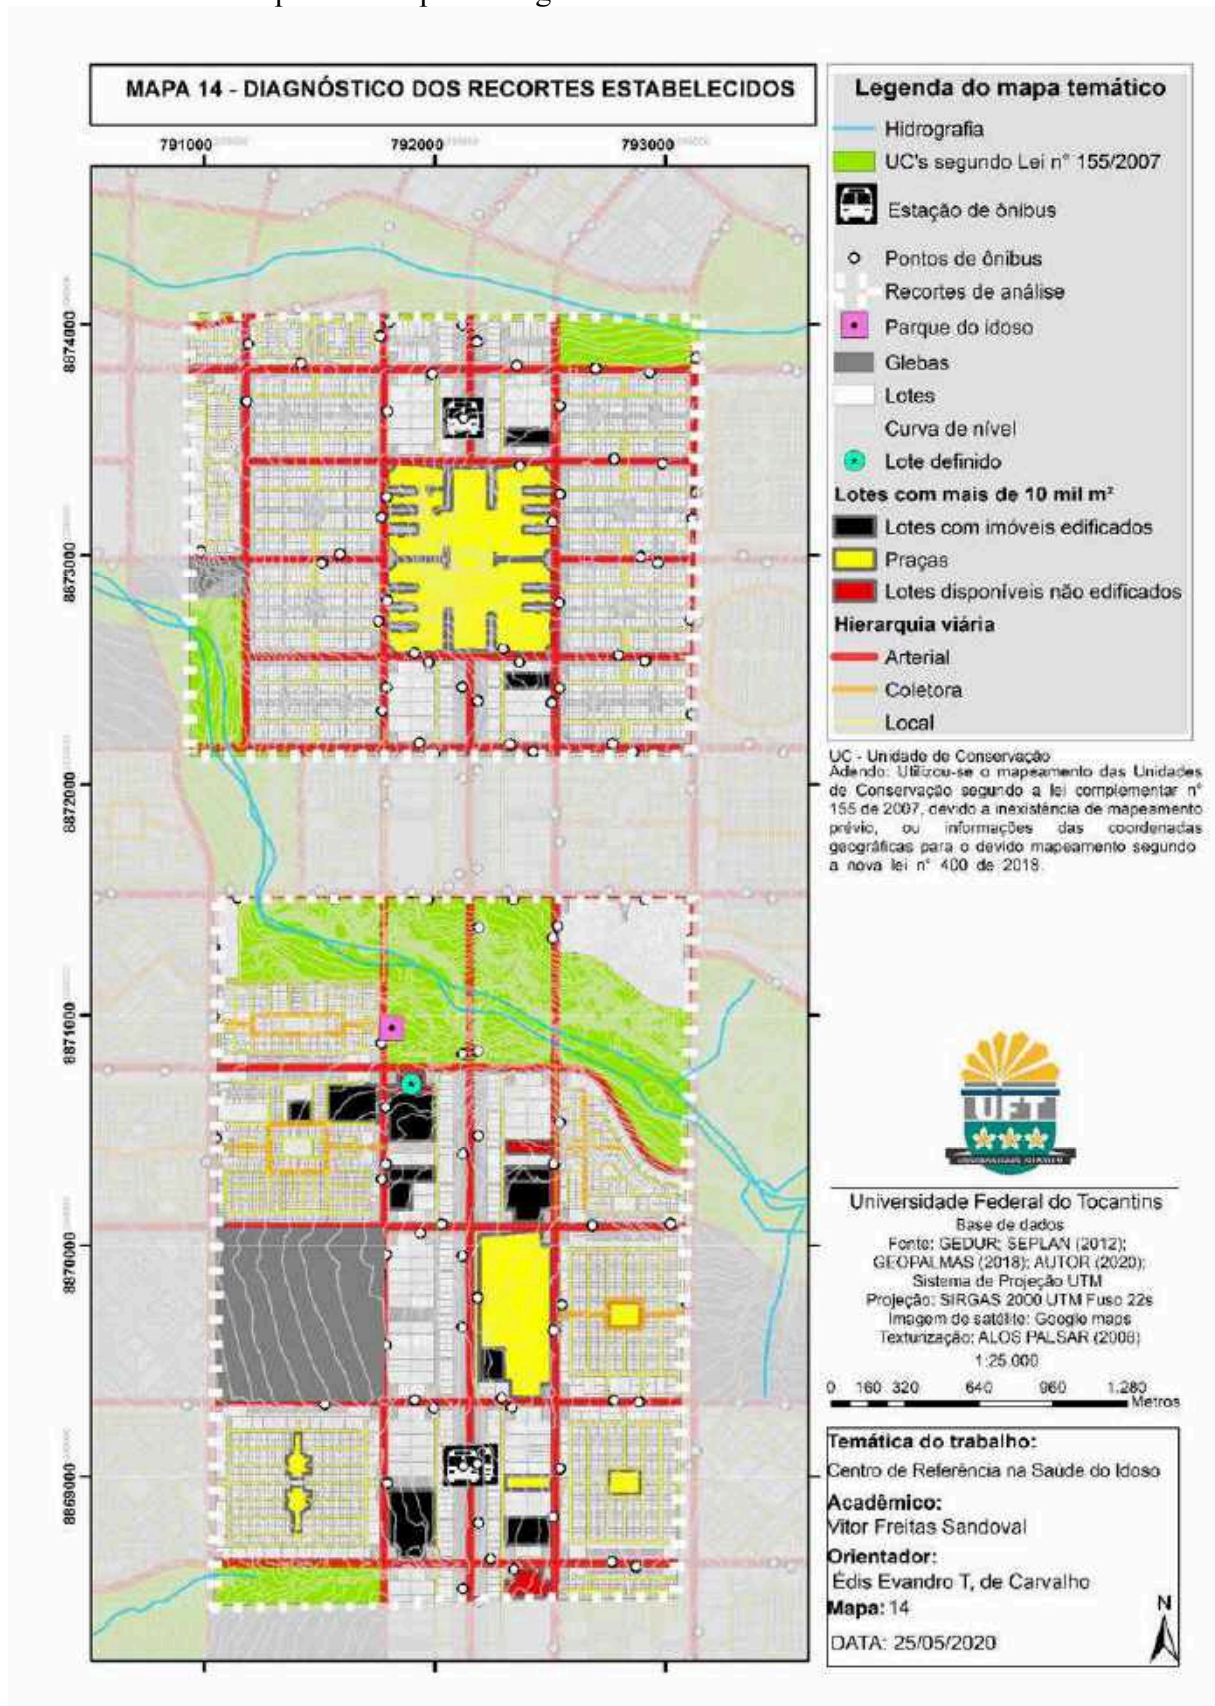 MAPA 14 - DIAGNÓSTICO DOS RECORTES ESTABELECIDOS
791000 792000 793000
8874000
8873000
8872000
8871000
8870000
8869000
Legenda do mapa temático
Hidrografia
UC's segundo Lei n° 155/2007
Estação de ônibus
Pontos de ônibus
Recortes de análise
Parque do idoso
Glebas
Lotes
Curva de nível
Lote definido
Lotes com mais de 10 mil m²
Lotes com imóveis edificados
Praças
Lotes disponíveis não edificados
Hierarquia viária
Arterial
Coletora
Local
UC - Unidade de Conservação
Adendo: Utilizou-se o mapeamento das Unidades
de Conservação segundo a lei complementar n°
155 de 2007, devido a inexistência de mapeamento
prévio, ou informações das coordenadas
geográficas para o devido mapeamento segundo
a nova lei n° 400 de 2018.
UFT
Universidade Federal do Tocantins
Base de dados
Fonte: GEDUR; SEPLAN (2012);
GEOPALMAS (2018); AUTOR (2020);
Sistema de Projeção UTM
Projeção: SIRGAS 2000 UTM Fuso 22s
Imagem de satélite: Google maps
Texturização: ALOS PALSAR (2008)
1:25.000
0 160 320 640 960 1.280
Metros
Temática do trabalho:
Centro de Referência na Saúde do Idoso
Acadêmico:
Vitor Freitas Sandoval
Orientador:
Édis Evandro T, de Carvalho
Mapa: 14
DATA: 25/05/2020
N